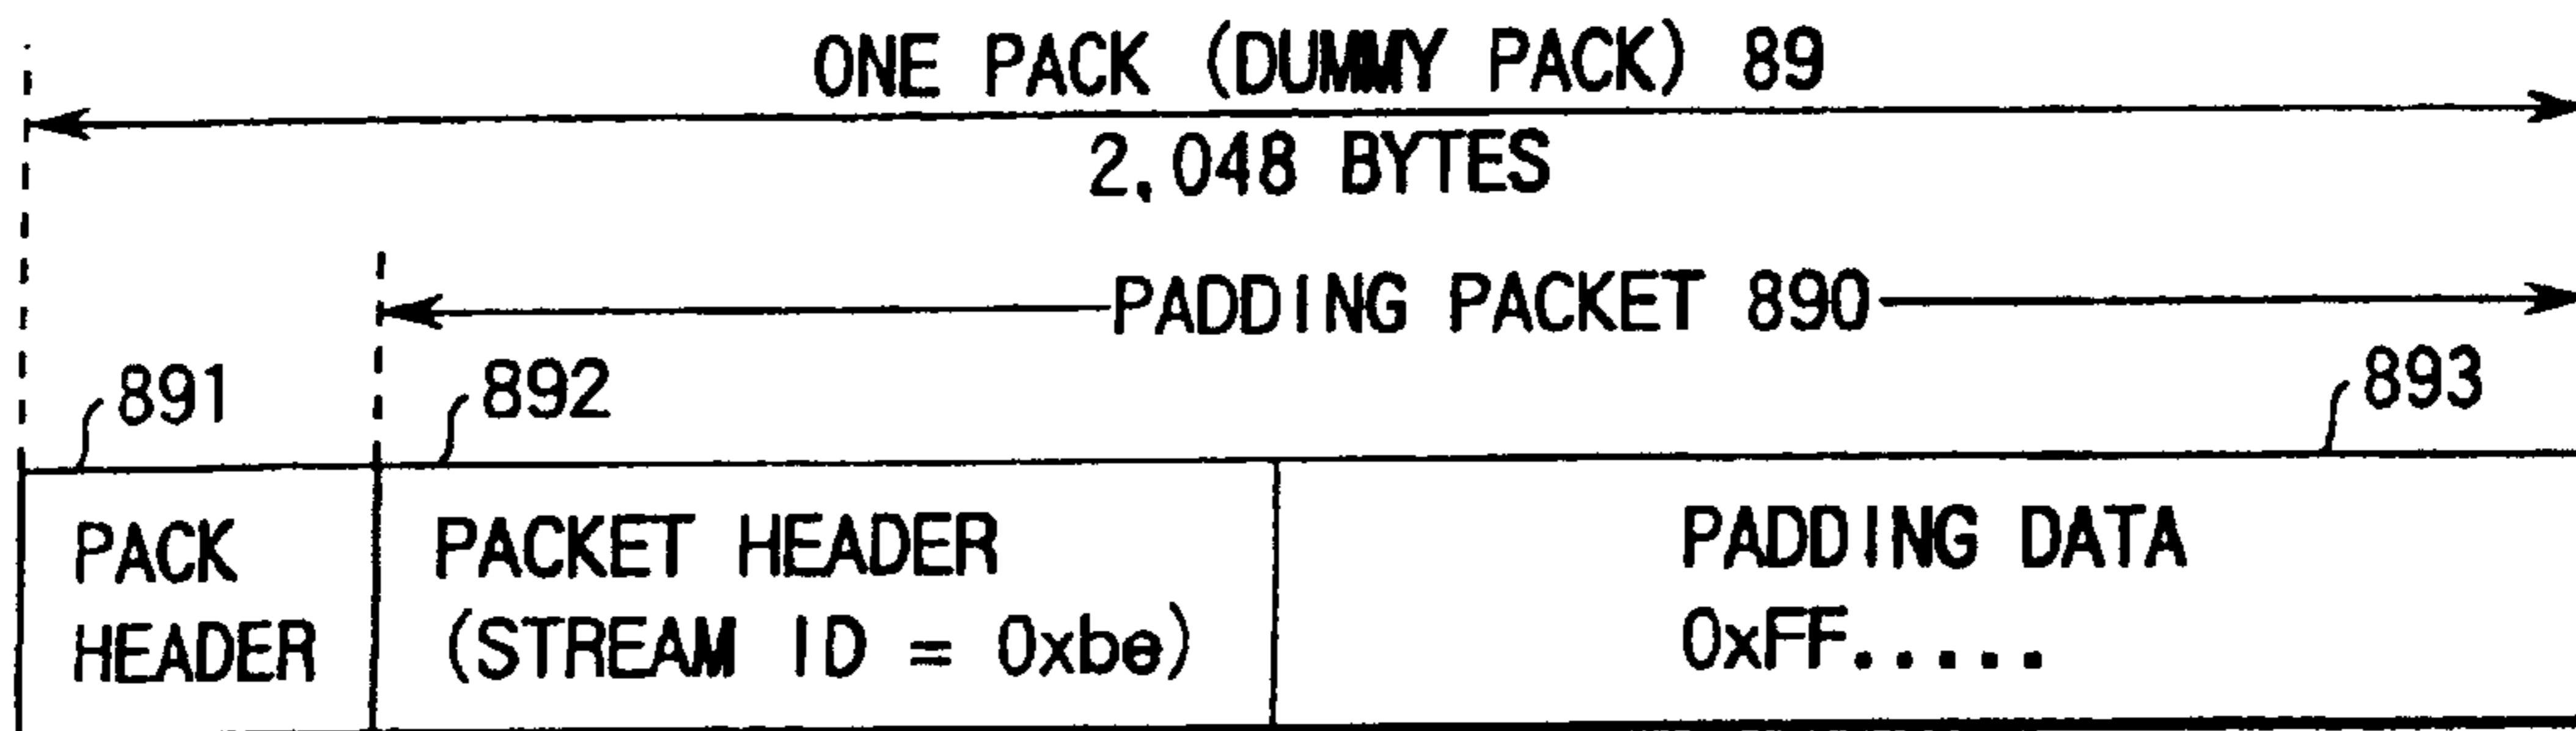 ONE PACK (DUMMY PACK) 89
2,048 BYTES
PADDING PACKET 890
891
892
893
PACK
HEADER
PACKET HEADER
(STREAM ID = 0xbe)
PADDING DATA
0xFF.....